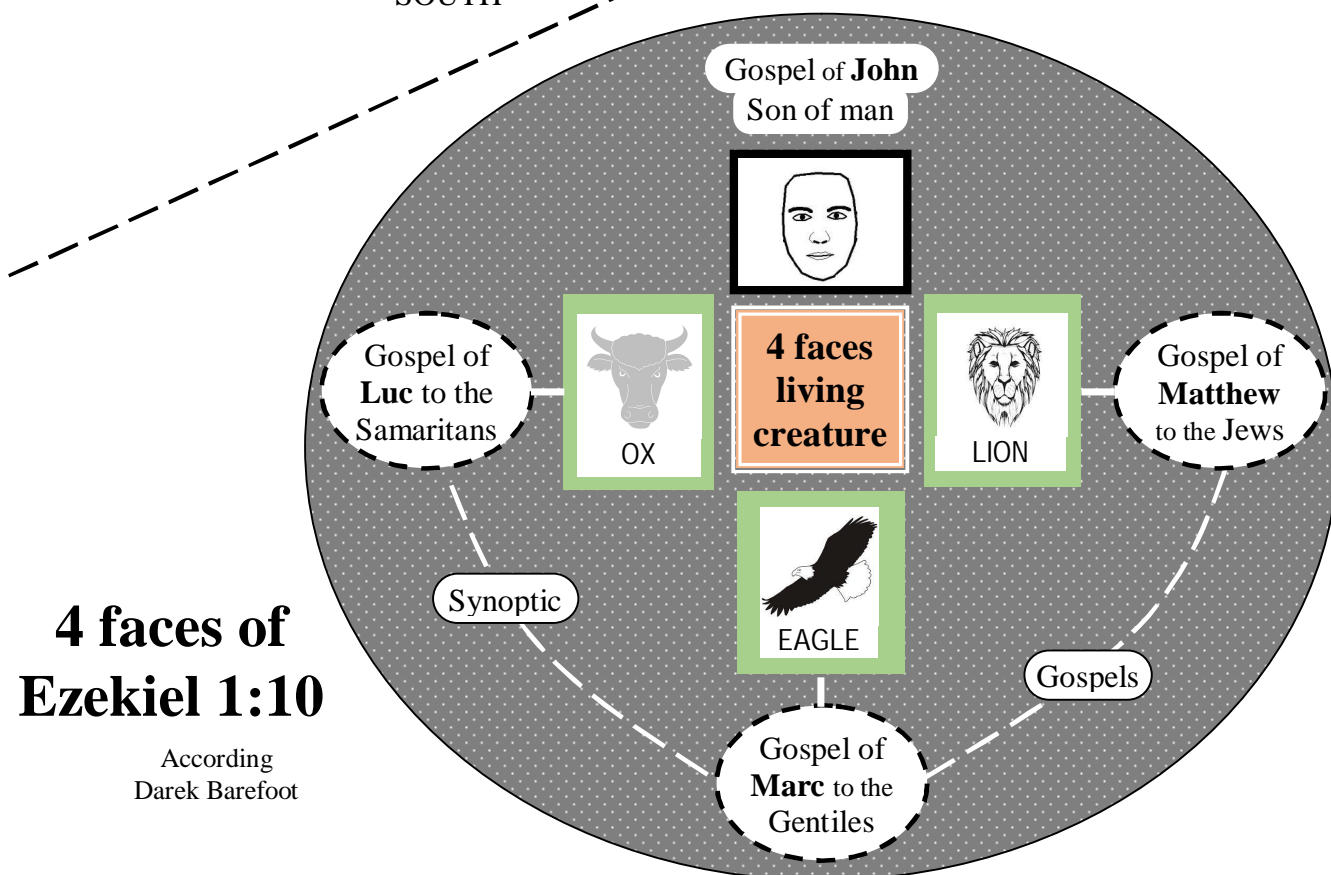 SOUTH
Gospel of John
Son of man
Gospel of
Luc to the
Samaritans
OX
4 faces
living
creature
LION
Gospel of
Matthew
to the Jews
EAGLE
Synoptic
Gospels
4 faces of
Ezekiel 1:10
According
Darek Barefoot
Gospel of
Marc to the
Gentiles